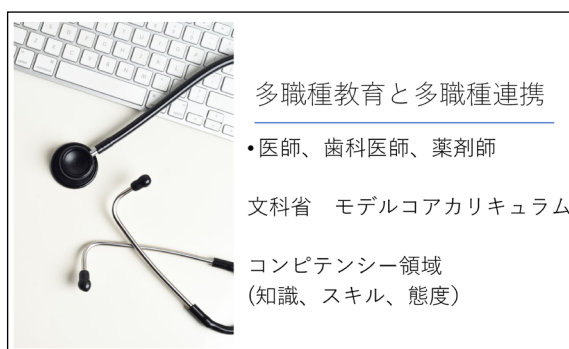 多職種教育と多職種連携
•医師、歯科医師、薬剤師
文科省　モデルコアカリキュラム
コンピテンシー領域
(知識、スキル、態度）